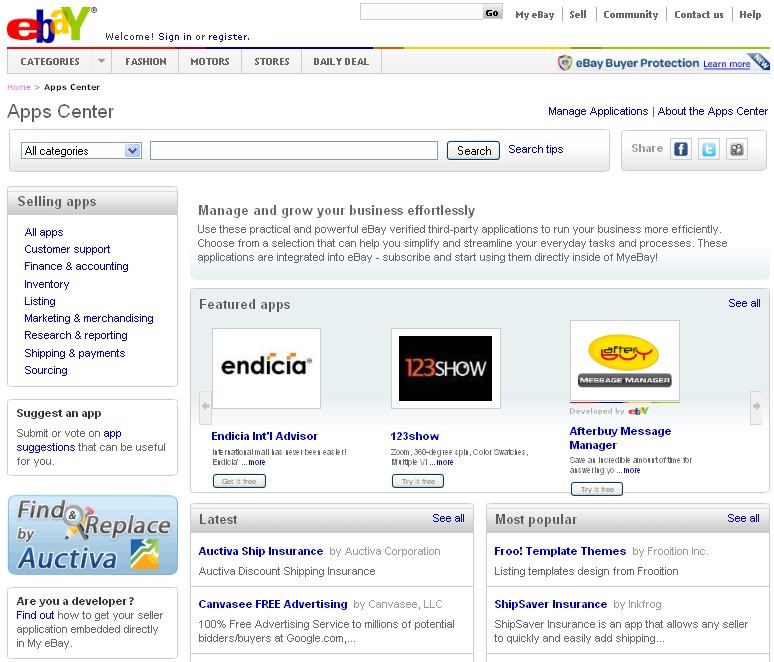 ebay®
Welcome! Sign in or register.
Go
My eBay
Sell
Community
Contact us
Help
CATEGORIES
FASHION
MOTORS
STORES
DAILY DEAL
eBay Buyer Protection Learn more
NEW
Home > Apps Center
Apps Center
Manage Applications | About the Apps Center
All categories
Search
Search tips
Share
Selling apps
All apps
Customer support
Finance & accounting
Inventory
Listing
Marketing & merchandising
Research & reporting
Shipping & payments
Sourcing
Suggest an app
Submit or vote on app
suggestions that can be useful
for you.
Find &
Replace
by
Auctiva
Are you a developer?
Find out how to get your seller
application embedded directly
in My eBay.
Manage and grow your business effortlessly
Use these practical and powerful eBay verified third-party applications to run your business more efficiently.
Choose from a selection that can help you simplify and streamline your everyday tasks and processes. These
applications are integrated into eBay - subscribe and start using them directly inside of MyeBay!
Featured apps
See all
endicia®
Endicia Int'l Advisor
International mail has never been easier!
Endicia' ...more
Get it free
123SHOW
123show
Zoom, 360-degree spin, Color Swatches,
Multiple Vi ...more
Try it free
after
BUY
MESSAGE MANAGER
Developed by ebay
Afterbuy Message
Manager
Save an incredible amount of time for
answering yo ...more
Try it free
Latest
See all
Auctiva Ship Insurance by Auctiva Corporation
Auctiva Discount Shipping Insurance
Canvasee FREE Advertising by Canvasee, LLC
100% Free Advertising Service to millions of potential
bidders/buyers at Google.com,...
Most popular
See all
Froo! Template Themes by Frooition Inc.
Listing templates design from Frooition
ShipSaver Insurance by Inkfrog
ShipSaver Insurance is an app that allows any seller
to quickly and easily add shipping...